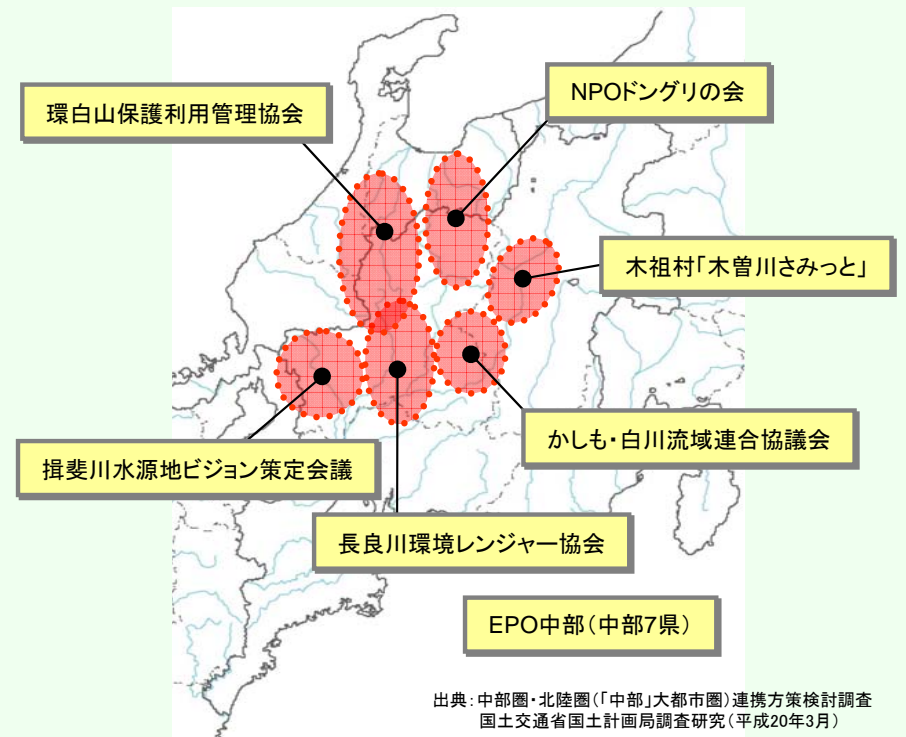 NPOドングリの会
環白山保護利用管理協会
木祖村「木曽川さみっと」
かしも・白川流域連合協議会
揖斐川水源地ビジョン策定会議
長良川環境レンジャー協会
EPO中部(中部7県)
出典:中部圏・北陸圏(「中部」大都市圏)連携方策検討調査
国土交通省国土計画局調査研究(平成20年3月)